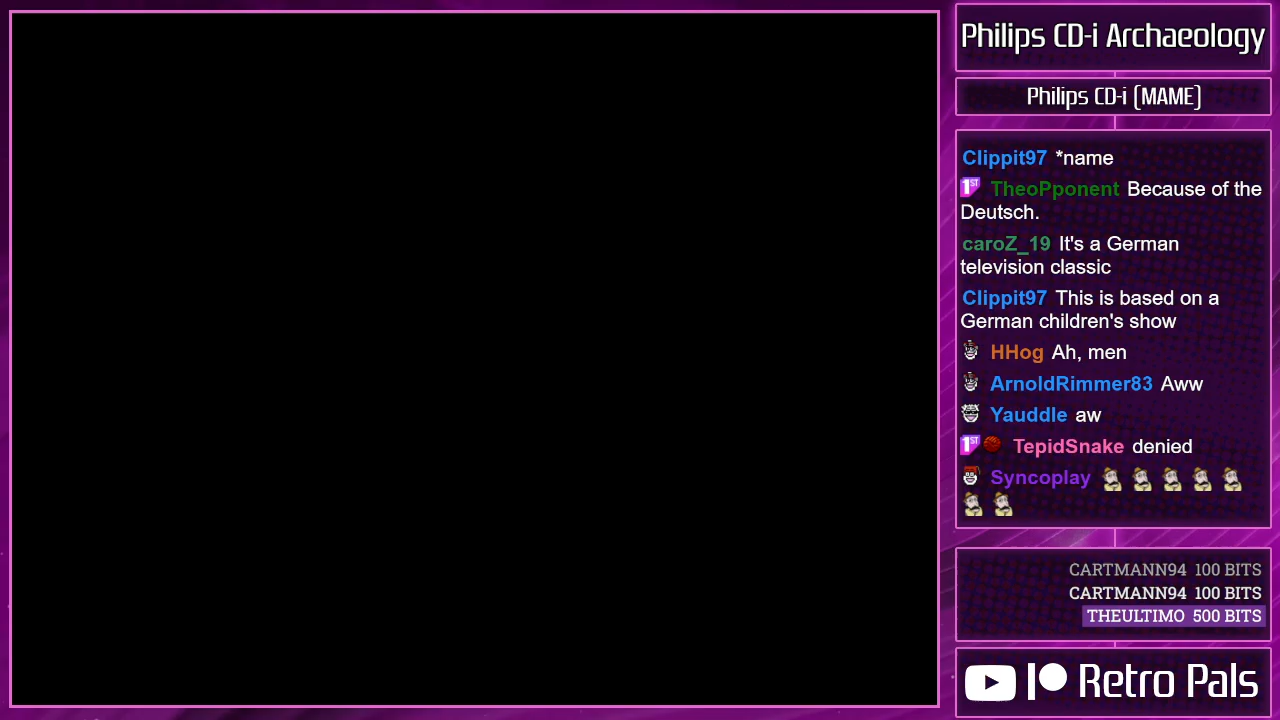 Philips CD-i Archaeology
Philips CD-i [MAME]
Clippit97 *name
1ST TheoPponent Because of the
Deutsch.
caroZ_19 It's a German
television classic
Clippit97 This is based on a
German children's show
HHog Ah, men
ArnoldRimmer83 Aww
Yauddle aw
1ST TepidSnake denied
Syncoplay
CARTMANN94 100 BITS
CARTMANN94 100 BITS
THEULTIMO 500 BITS
Retro Pals